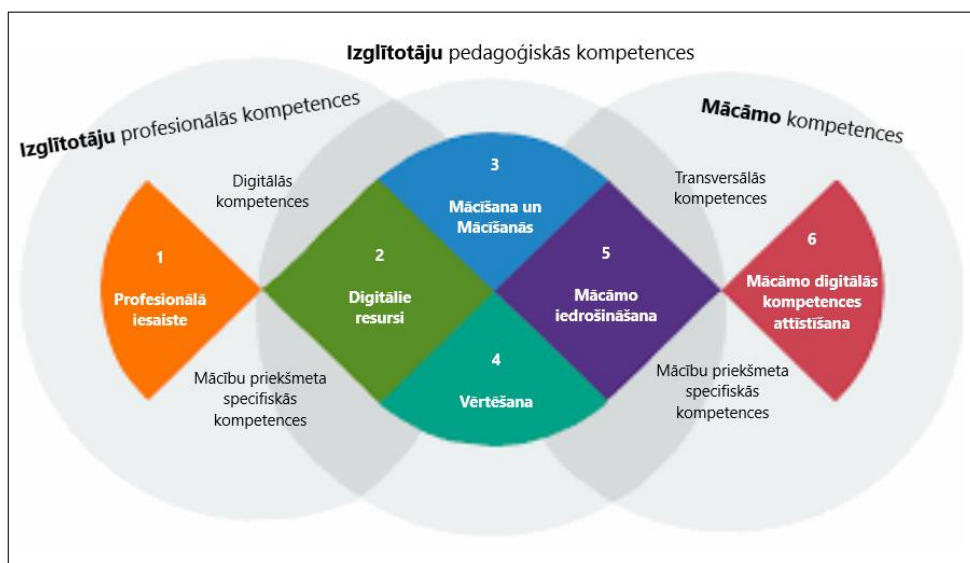 Izglītotāju pedagoģiskās kompetences
Izglītotāju profesionālās kompetences
Mācāmo kompetences
Digitālās
kompetences
Transversālās
kompetences
1
Profesionālā
iesaiste
2
Digitālie
resursi
3
Mācīšana un
Mācīšanās
4
Vērtēšana
5
Mācāmo
iedrošināšana
6
Mācāmo digitālās
kompetences
attīstīšana
Mācību priekšmeta
specifiskās
kompetences
Mācību priekšmeta
specifiskās
kompetences